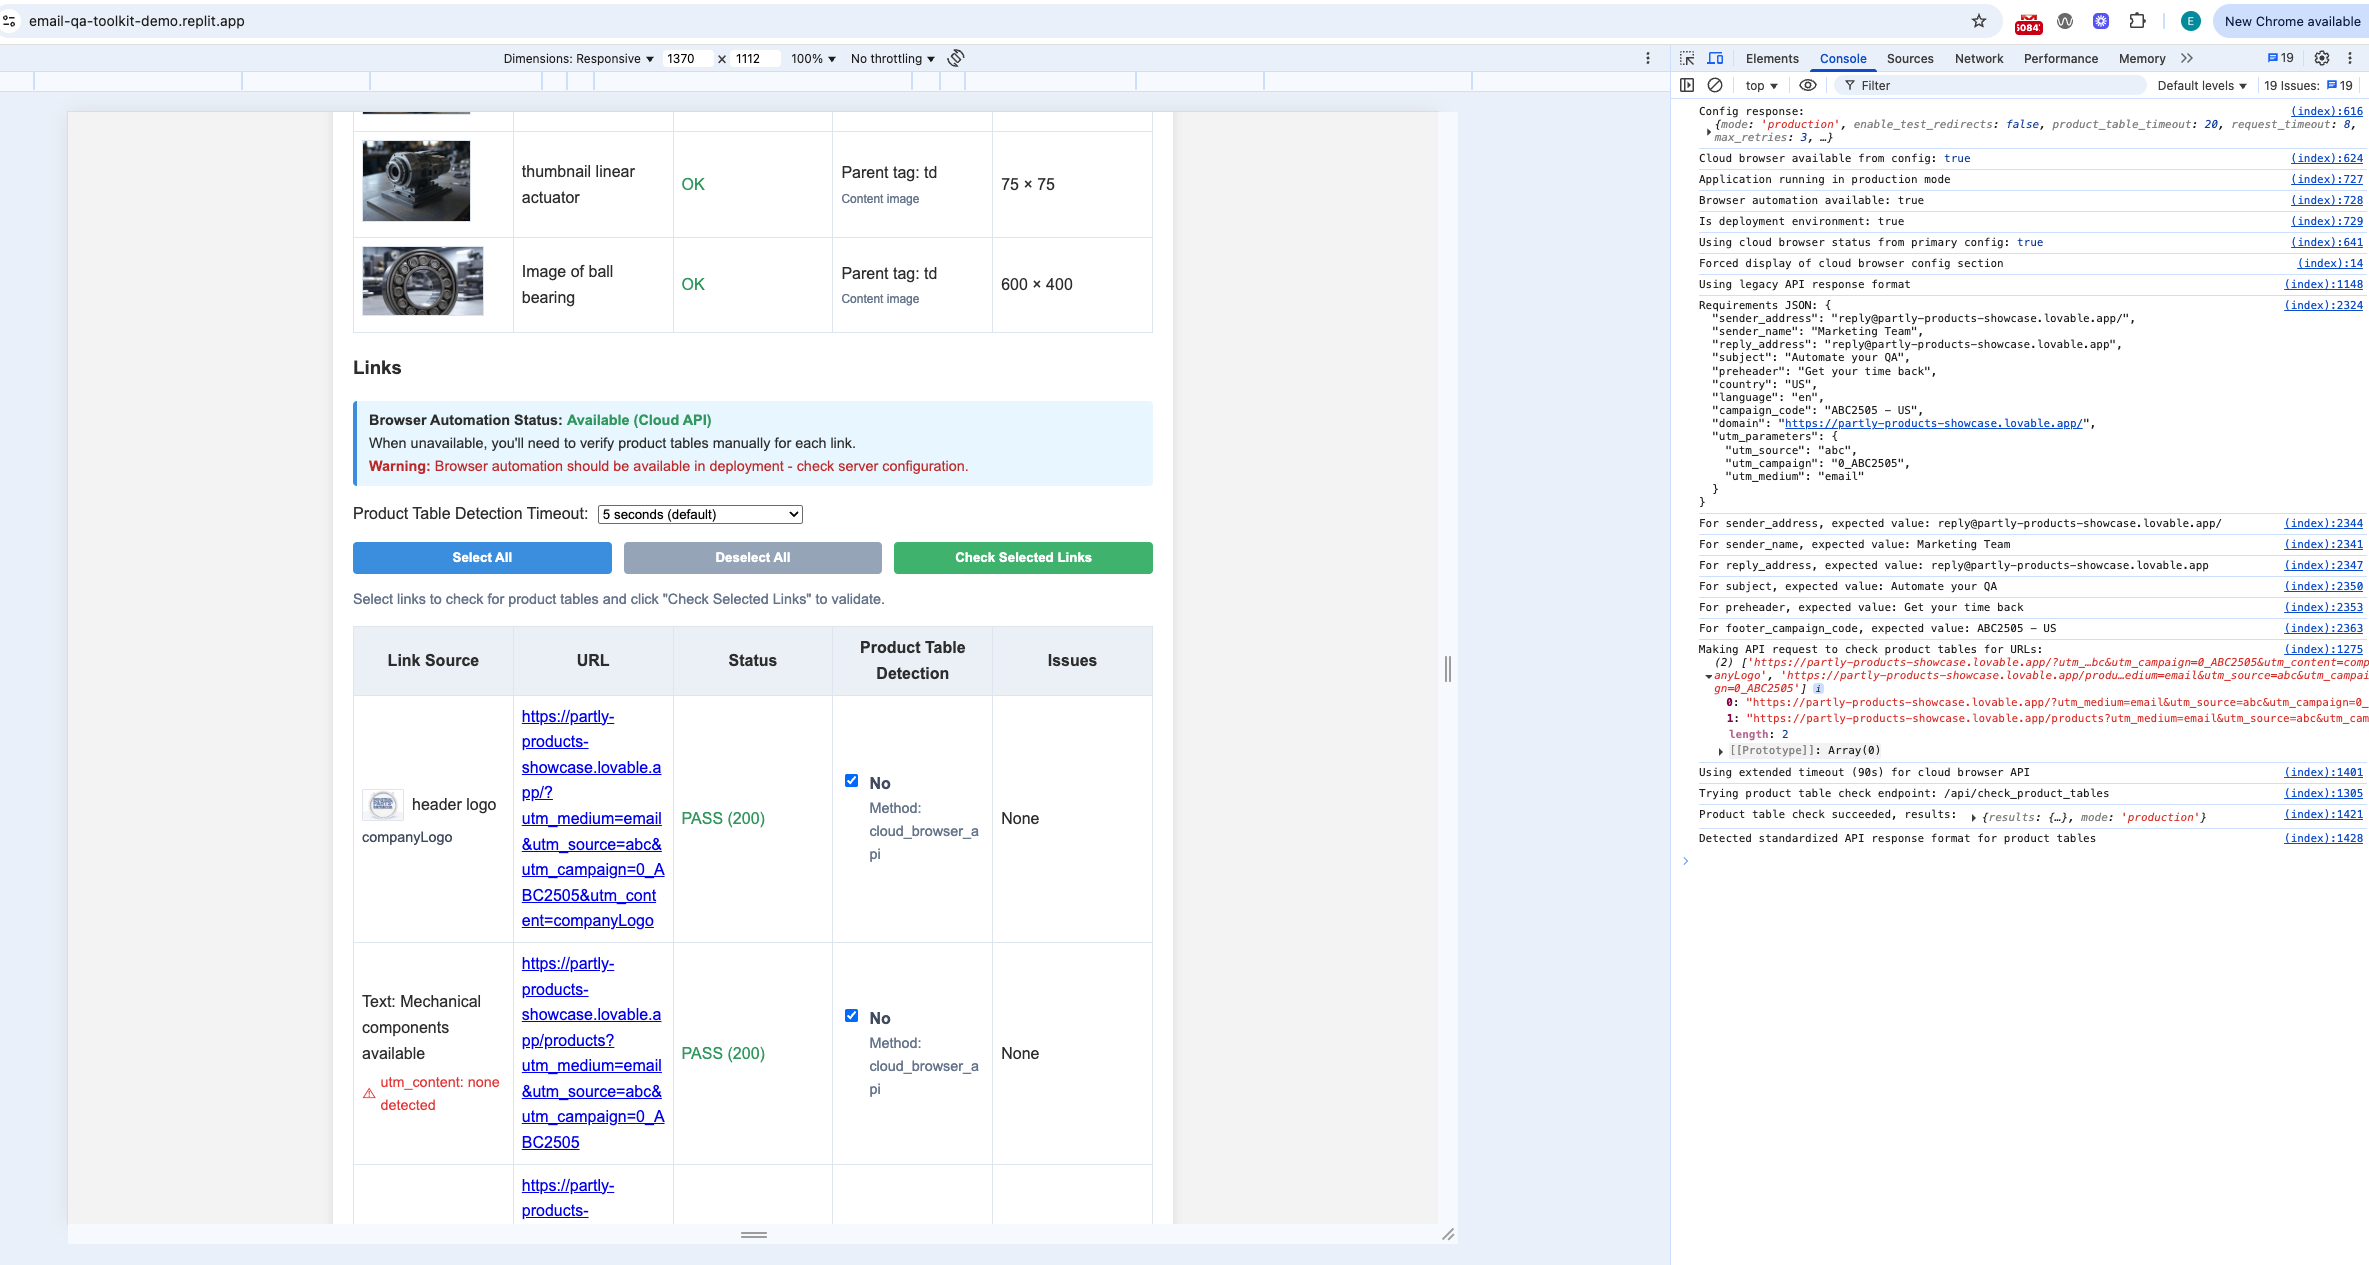 email-qa-toolkit-demo.replit.app
5084
E
New Chrome available
Dimensions: Responsive
1370 x 1112
100%
No throttling
thumbnail linear
actuator
OK
Parent tag: td
Content image
75 × 75
Image of ball
bearing
OK
Parent tag: td
Content image
600 × 400
Links
Browser Automation Status: Available (Cloud API)
When unavailable, you'll need to verify product tables manually for each link.
Warning: Browser automation should be available in deployment - check server configuration.
Product Table Detection Timeout: 5 seconds (default)
Select All
Deselect All
Check Selected Links
Select links to check for product tables and click "Check Selected Links" to validate.
Link Source
URL
Status
Product Table
Detection
Issues
header logo
companyLogo
https://partly-
products-
showcase.lovable.a
pp/?
utm_medium=email
&utm_source=abc&
utm_campaign=0_A
BC2505&utm_cont
ent=companyLogo
PASS (200)
No
Method:
cloud_browser_a
pi
None
Text: Mechanical
components
available
utm_content: none
detected
https://partly-
products-
showcase.lovable.a
pp/products?
utm_medium=email
&utm_source=abc&
utm_campaign=0_A
BC2505
PASS (200)
No
Method:
cloud_browser_a
pi
None
https://partly-
products-
Elements Console Sources Network Performance Memory
19
top
Filter
Default levels
19 Issues: 19
Config response: (index):616
{mode: 'production', enable_test_redirects: false, product_table_timeout: 20, request_timeout: 8,
max_retries: 3, …}
Cloud browser available from config: true (index):624
Application running in production mode (index):727
Browser automation available: true (index):728
Is deployment environment: true (index):729
Using cloud browser status from primary config: true (index):641
Forced display of cloud browser config section (index):14
Using legacy API response format (index):1148
Requirements JSON: { (index):2324
"sender_address": "reply@partly-products-showcase.lovable.app/",
"sender_name": "Marketing Team",
"reply_address": "reply@partly-products-showcase.lovable.app",
"subject": "Automate your QA",
"preheader": "Get your time back",
"country": "US",
"language": "en",
"campaign_code": "ABC2505 - US",
"domain": "https://partly-products-showcase.lovable.app/",
"utm_parameters": {
"utm_source": "abc",
"utm_campaign": "0_ABC2505",
"utm_medium": "email"
}
}
For sender_address, expected value: reply@partly-products-showcase.lovable.app/ (index):2344
For sender_name, expected value: Marketing Team (index):2341
For reply_address, expected value: reply@partly-products-showcase.lovable.app (index):2347
For subject, expected value: Automate your QA (index):2350
For preheader, expected value: Get your time back (index):2353
For footer_campaign_code, expected value: ABC2505 - US (index):2363
Making API request to check product tables for URLs: (index):1275
(2) ['https://partly-products-showcase.lovable.app/?utm_…bc&utm_campaign=0_ABC2505&utm_content=comp
anyLogo', 'https://partly-products-showcase.lovable.app/produ…edium=email&utm_source=abc&utm_campai
gn=0_ABC2505'] i
0: "https://partly-products-showcase.lovable.app/?utm_medium=email&utm_source=abc&utm_campaign=0_
1: "https://partly-products-showcase.lovable.app/products?utm_medium=email&utm_source=abc&utm_cam
length: 2
[[Prototype]]: Array(0)
Using extended timeout (90s) for cloud browser API (index):1401
Trying product table check endpoint: /api/check_product_tables (index):1305
Product table check succeeded, results: {results: {…}, mode: 'production'} (index):1421
Detected standardized API response format for product tables (index):1428